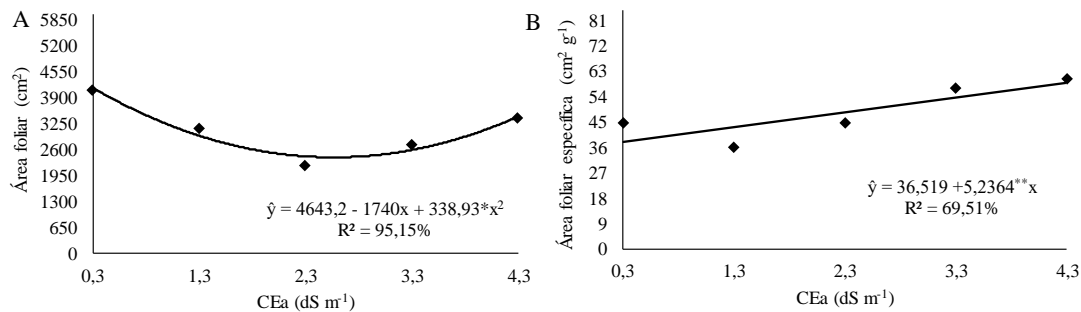 A
Área foliar (cm²)
5850
5200
4550
3900
3250
2600
1950
1300
650
0
ŷ = 4643,2 - 1740x + 338,93*x²
R² = 95,15%
0,3 1,3 2,3 3,3 4,3
CEa (dS m⁻¹)
B
Área foliar específica (cm² g⁻¹)
81
72
63
54
45
36
27
18
9
0
ŷ = 36,519 +5,2364**x
R² = 69,51%
0,3 1,3 2,3 3,3 4,3
CEa (dS m⁻¹)